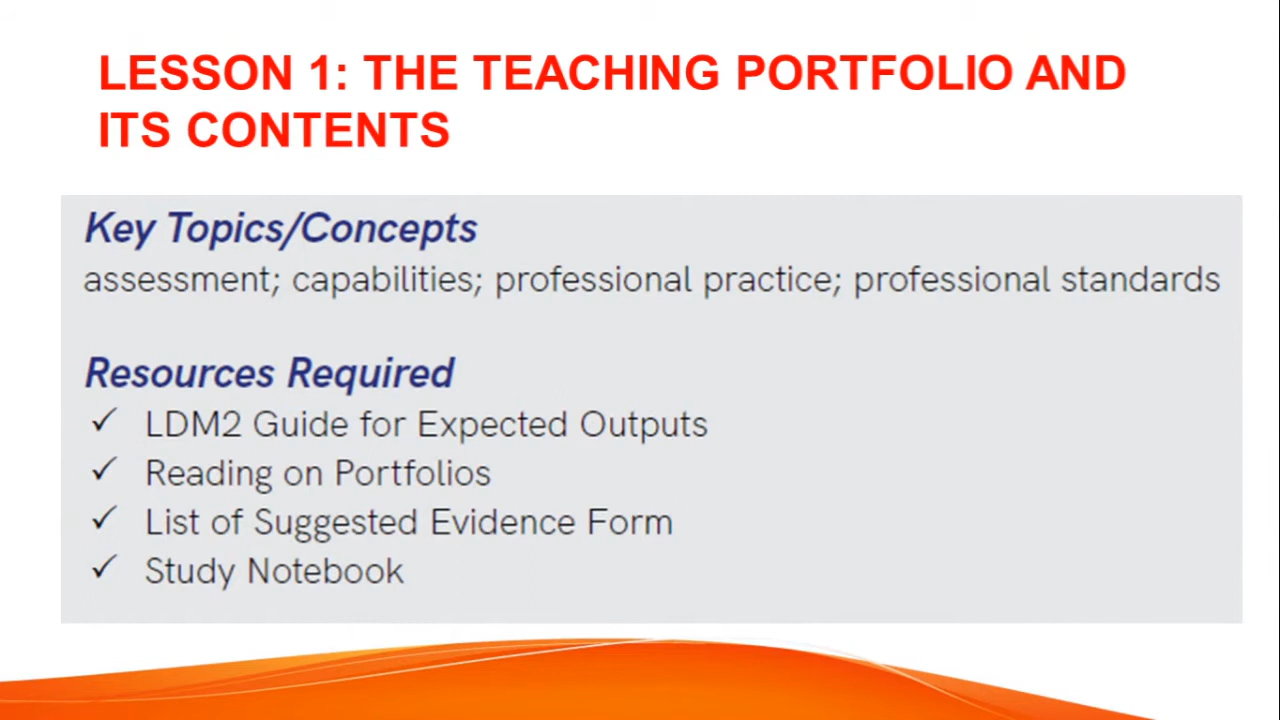 LESSON 1: THE TEACHING PORTFOLIO AND
ITS CONTENTS
Key Topics/Concepts
assessment; capabilities; professional practice; professional standards
Resources Required
✓ LDM2 Guide for Expected Outputs
✓ Reading on Portfolios
✓ List of Suggested Evidence Form
✓ Study Notebook